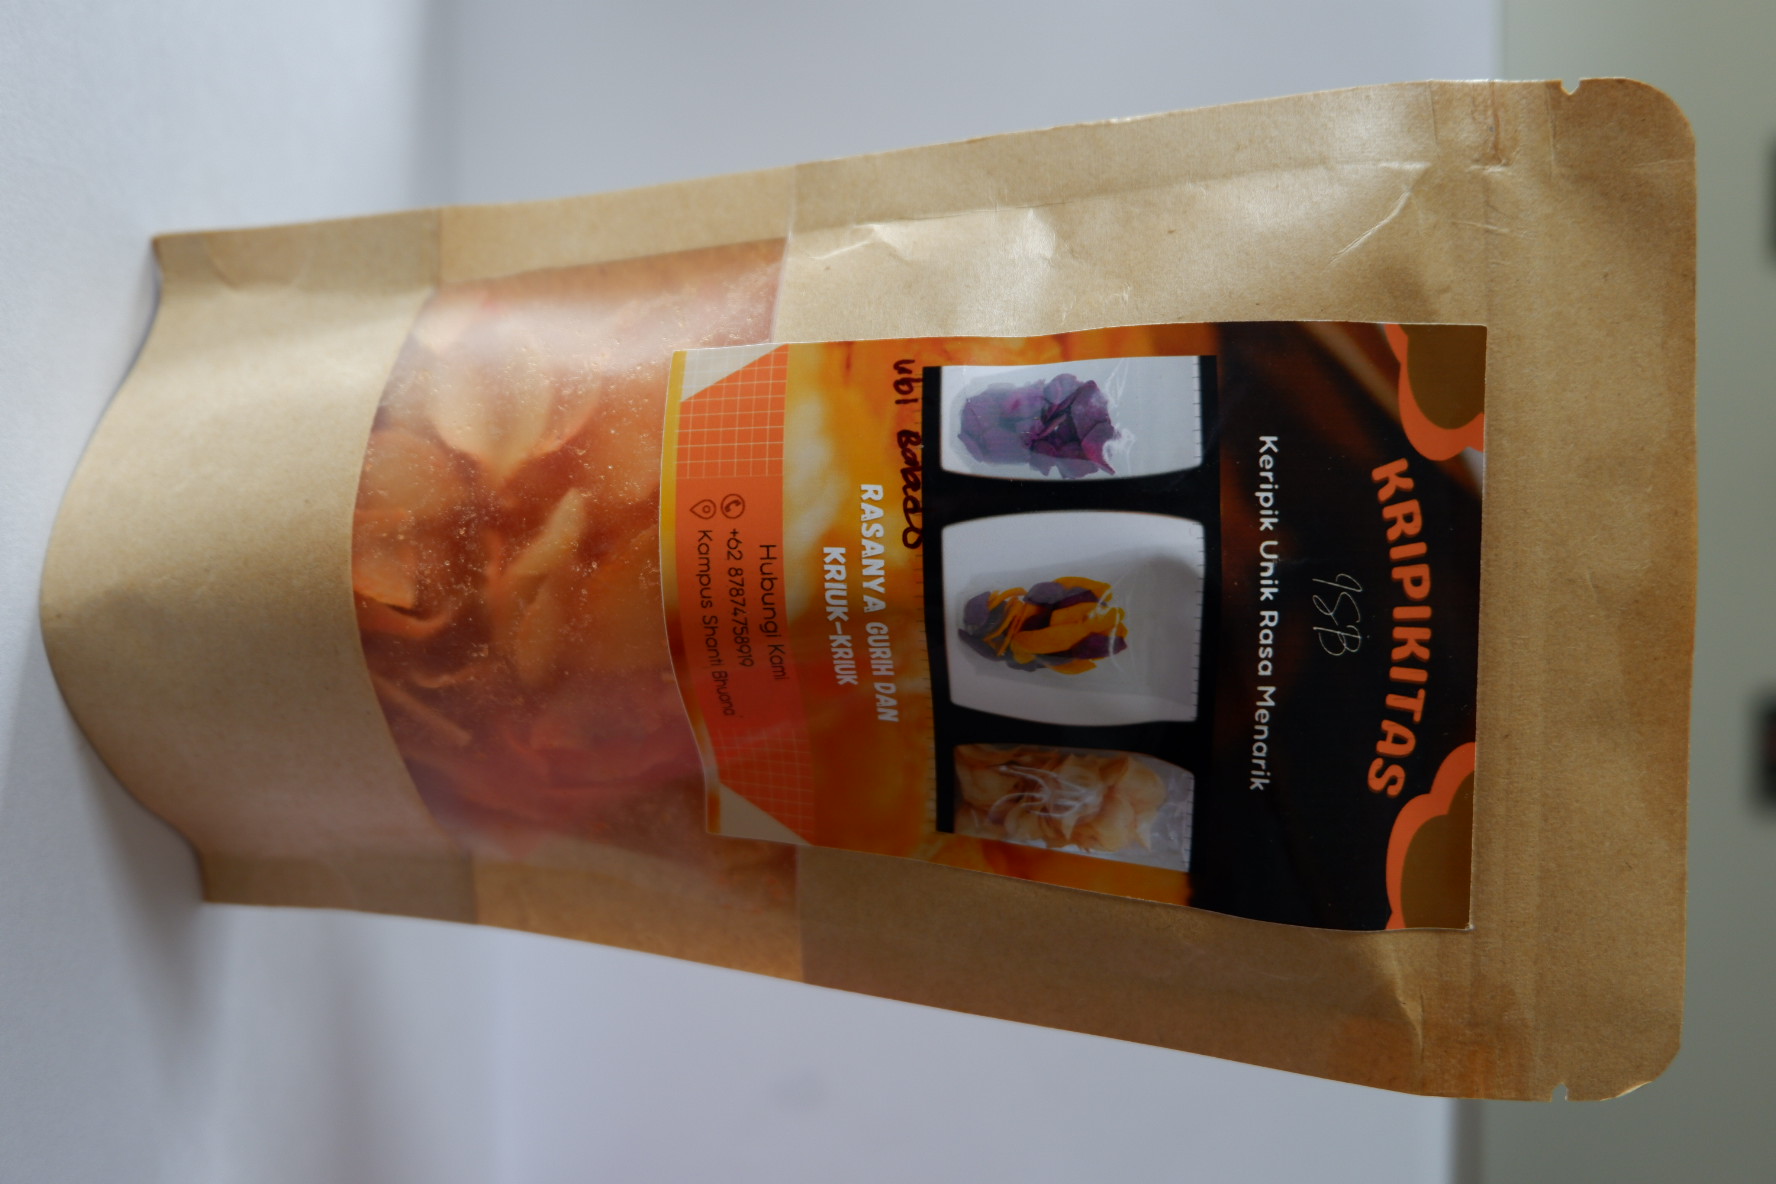 KRIPIKITAS
ISB
Keripik Unik Rasa Menarik
Ubi Balado
RASANYA GURIH DAN
KRIUK-KRIUK
Hubungi Kami
+62 87874758919
Kampus Shanti Bhuana